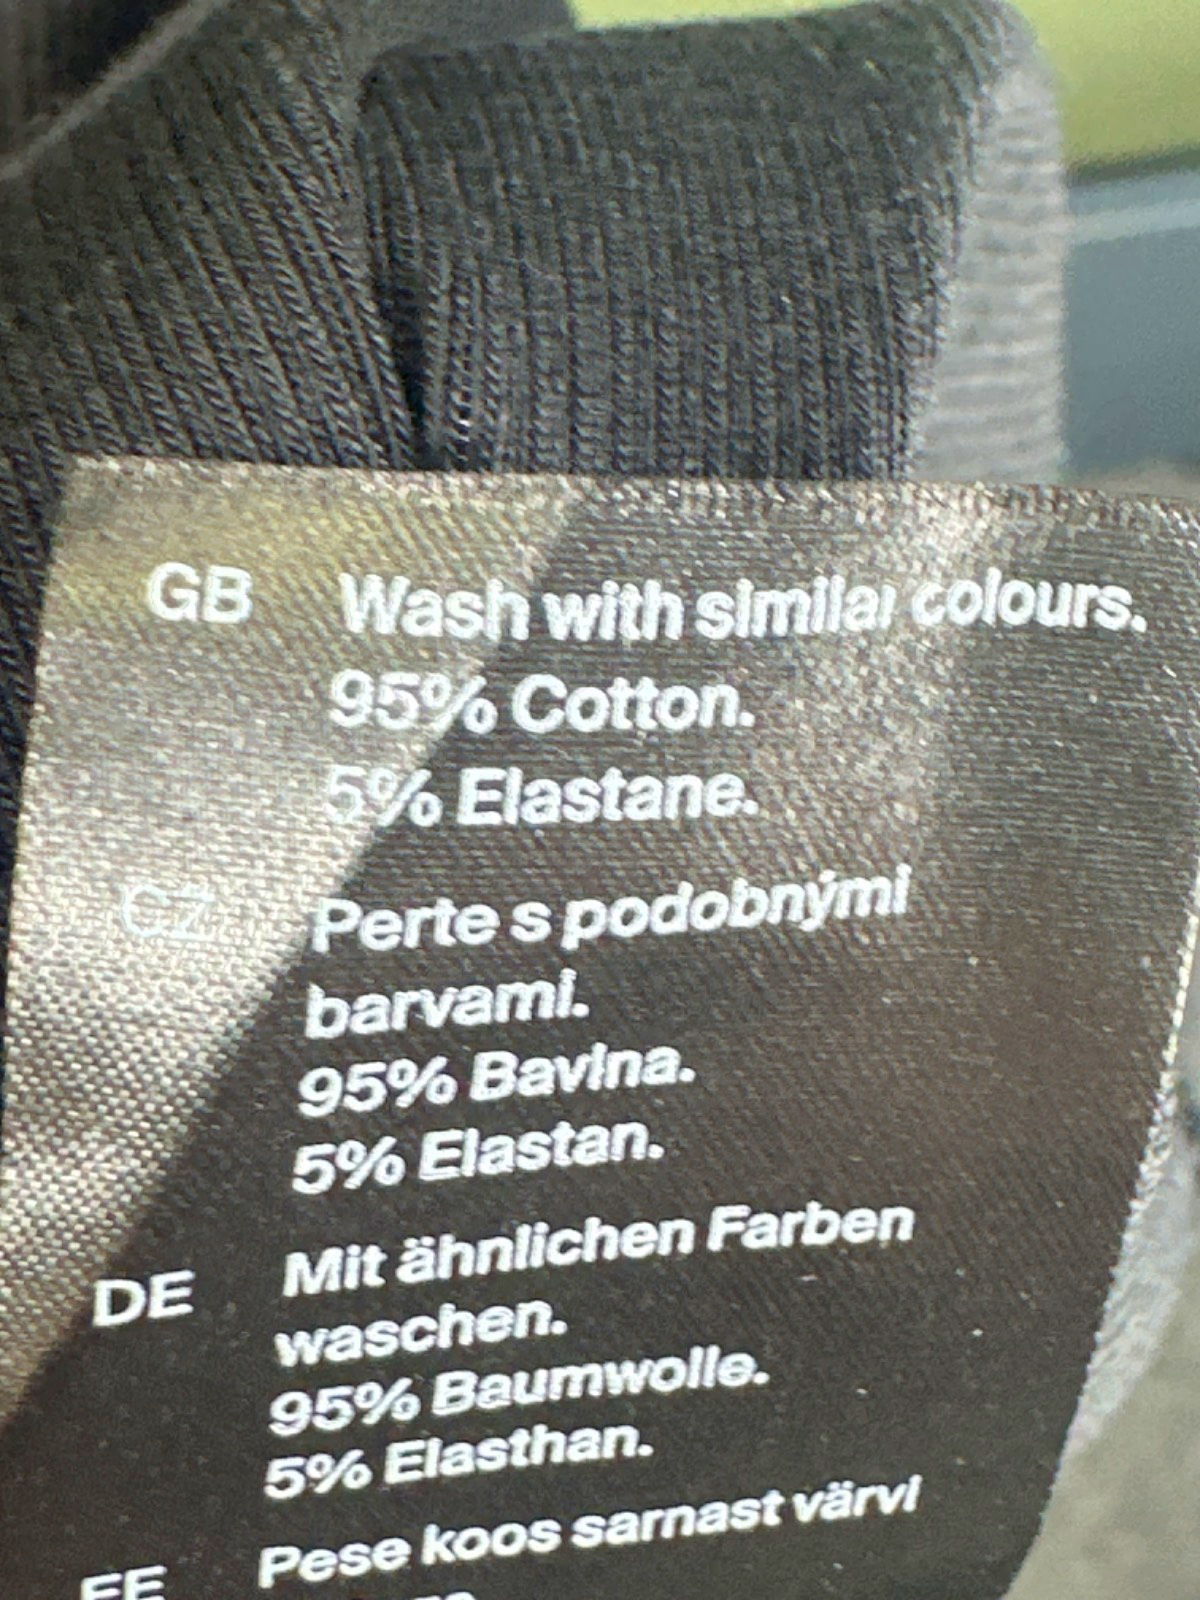 GB Wash with similar colours.
95% Cotton.
5% Elastane.
CZ Perte s podobnými
barvami.
95% Bavlna.
5% Elastan.
DE Mit ähnlichen Farben
waschen.
95% Baumwolle.
5% Elasthan.
EE Pese koos sarnast värvi